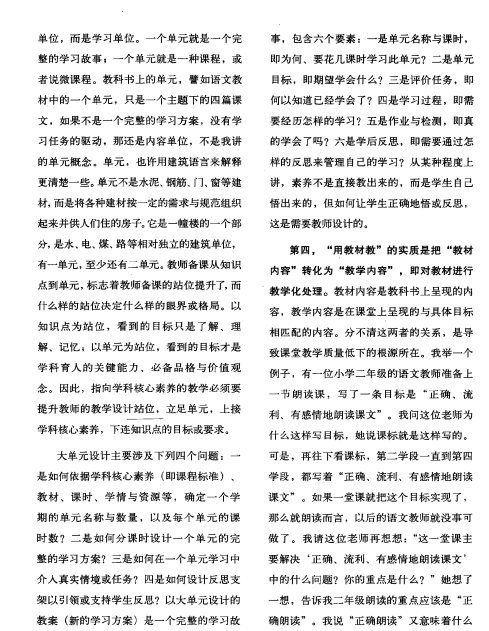 单位，而是学习单位。一个单元就是一个完
整的学习故事；一个单元就是一种课程，或
者说微课程。教科书上的单元，譬如语文教
材中的一个单元，只是一个主题下的四篇课
文，如果不是一个完整的学习方案，没有学
习任务的驱动，那还是内容单位，不是我讲
的单元概念。单元，也许用建筑语言来解释
更清楚一些。单元不是水泥、钢筋、门、窗等建
材，而是将各种建材按一定的需求与规范组织
起来并供人们住的房子。它是一幢楼的一个部
分，是水、电、煤、路等相对独立的建筑单位，
有一单元，至少还有二单元。教师备课从知识
点到单元，标志着教师备课的站位提升了，而
什么样的站位决定什么样的眼界或格局。以
知识点为站位，看到的目标只是了解、理
解、记忆；以单元为站位，看到的目标才是
学科育人的关键能力、必备品格与价值观
念。因此，指向学科核心素养的教学必须要
提升教师的教学设计站位，立足单元，上接
学科核心素养，下连知识点的目标或要求。
大单元设计主要涉及下列四个问题：一
是如何依据学科核心素养（即课程标准）、
教材、课时、学情与资源等，确定一个学
期的单元名称与数量，以及每个单元的课
时数？二是如何分课时设计一个单元的完
整的学习方案？三是如何在一个单元学习中
介入真实情境或任务？四是如何设计反思支
架以引领或支持学生反思？以大单元设计的
教案（新的学习方案）是一个完整的学习故
事，包含六个要素：一是单元名称与课时，
即为何、要花几课时学习此单元？二是单元
目标，即期望学会什么？三是评价任务，即
何以知道已经学会了？四是学习过程，即需
要经历怎样的学习？五是作业与检测，即真
的学会了吗？六是学后反思，即需要通过怎
样的反思来管理自己的学习？从某种程度上
讲，素养不是直接教出来的，而是学生自己
悟出来的，但如何让学生正确地悟或反思，
这是需要教师设计的。
第四，“用教材教”的实质是把“教材
内容”转化为“教学内容”，即对教材进行
教学化处理。教材内容是教科书上呈现的内
容，教学内容是在课堂上呈现的与具体目标
相匹配的内容。分不清这两者的关系，是导
致课堂教学质量低下的根源所在。我举一个
例子，有一位小学二年级的语文教师准备上
一节朗读课，写了一条目标是“正确、流
利、有感情地朗读课文”。我问这位老师为
什么这样写目标，她说课标就是这样写的。
可是，再往下看课标，第二学段一直到第四
学段，都写着“正确、流利、有感情地朗读
课文”。如果一堂课就把这个目标实现了，
那么就朗读而言，以后的语文教师就没事可
做了。我请这位老师再想想：“这一堂课主
要解决‘正确、流利、有感情地朗读课文’
中的什么问题？你的重点是什么？”她想了
一想，告诉我二年级朗读的重点应该是“正
确朗读”。我说“正确朗读”又意味着什么